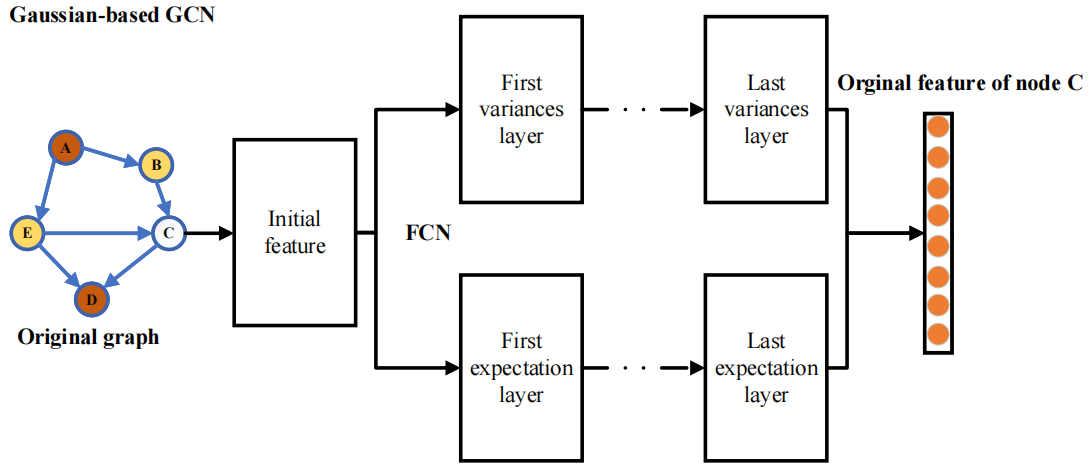 Gaussian-based GCN
First
variances
layer
Last
variances
layer
Orginal feature of node C
A
B
E
C
D
Original graph
Initial
feature
FCN
First
expectation
layer
Last
expectation
layer